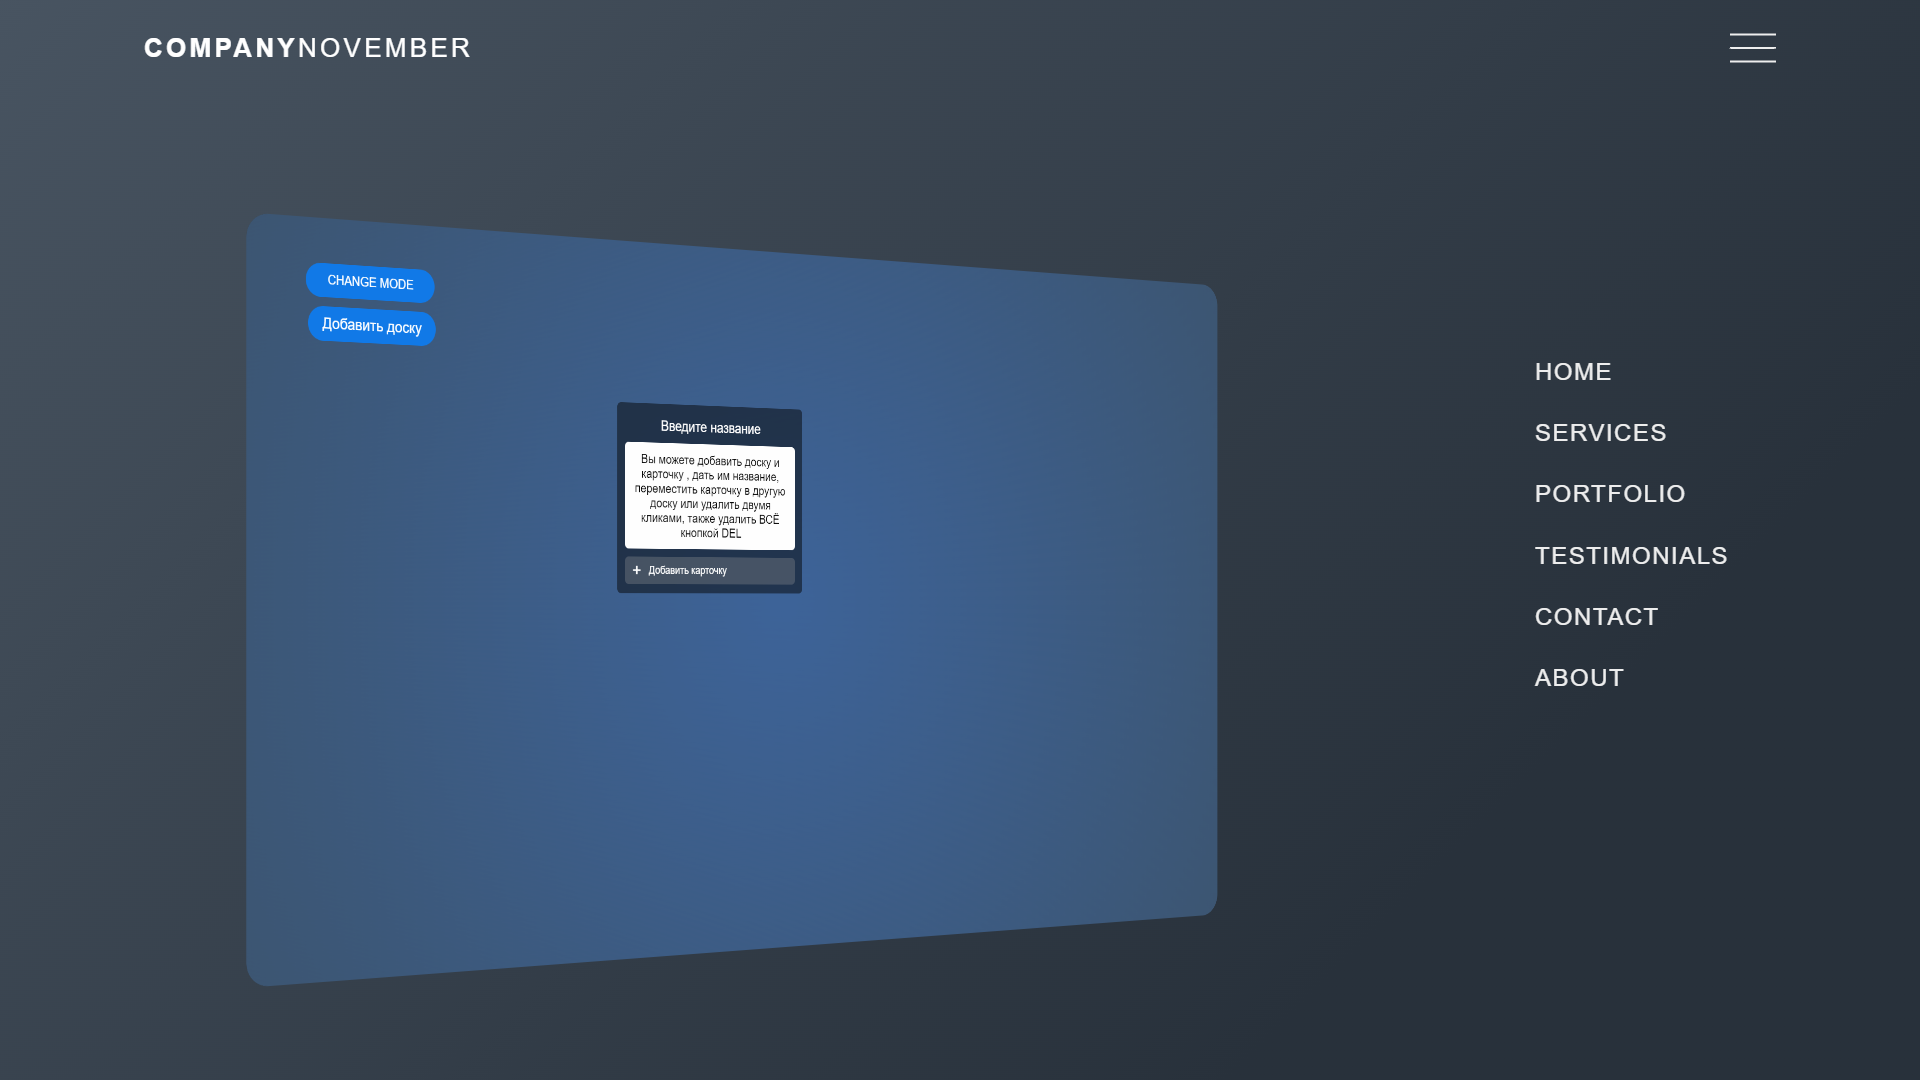 COMPANYNOVEMBER
CHANGE MODE
Добавить доску
Введите название
Вы можете добавить доску и
карточку , дать им название,
переместить карточку в другую
доску или удалить двумя
кликами, также удалить ВСЁ
кнопкой DEL
+ Добавить карточку
HOME
SERVICES
PORTFOLIO
TESTIMONIALS
CONTACT
ABOUT